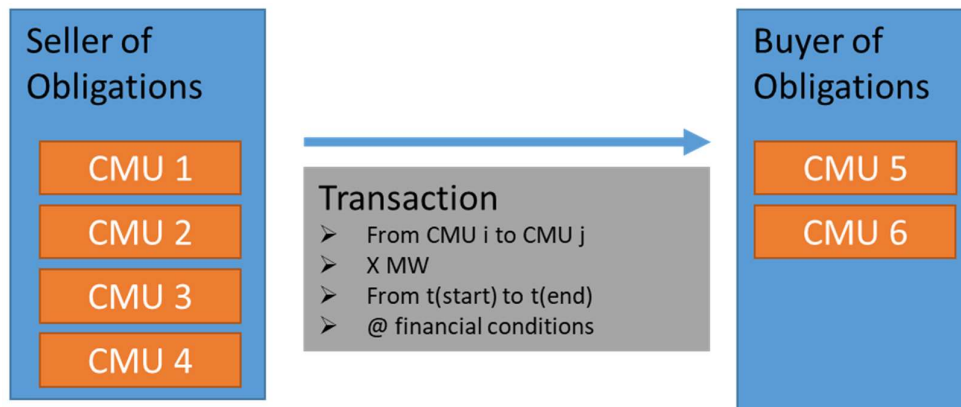 Seller of
Obligations
CMU 1
CMU 2
CMU 3
CMU 4
Transaction
➤ From CMU i to CMU j
➤ X MW
➤ From t(start) to t(end)
➤ @ financial conditions
Buyer of
Obligations
CMU 5
CMU 6